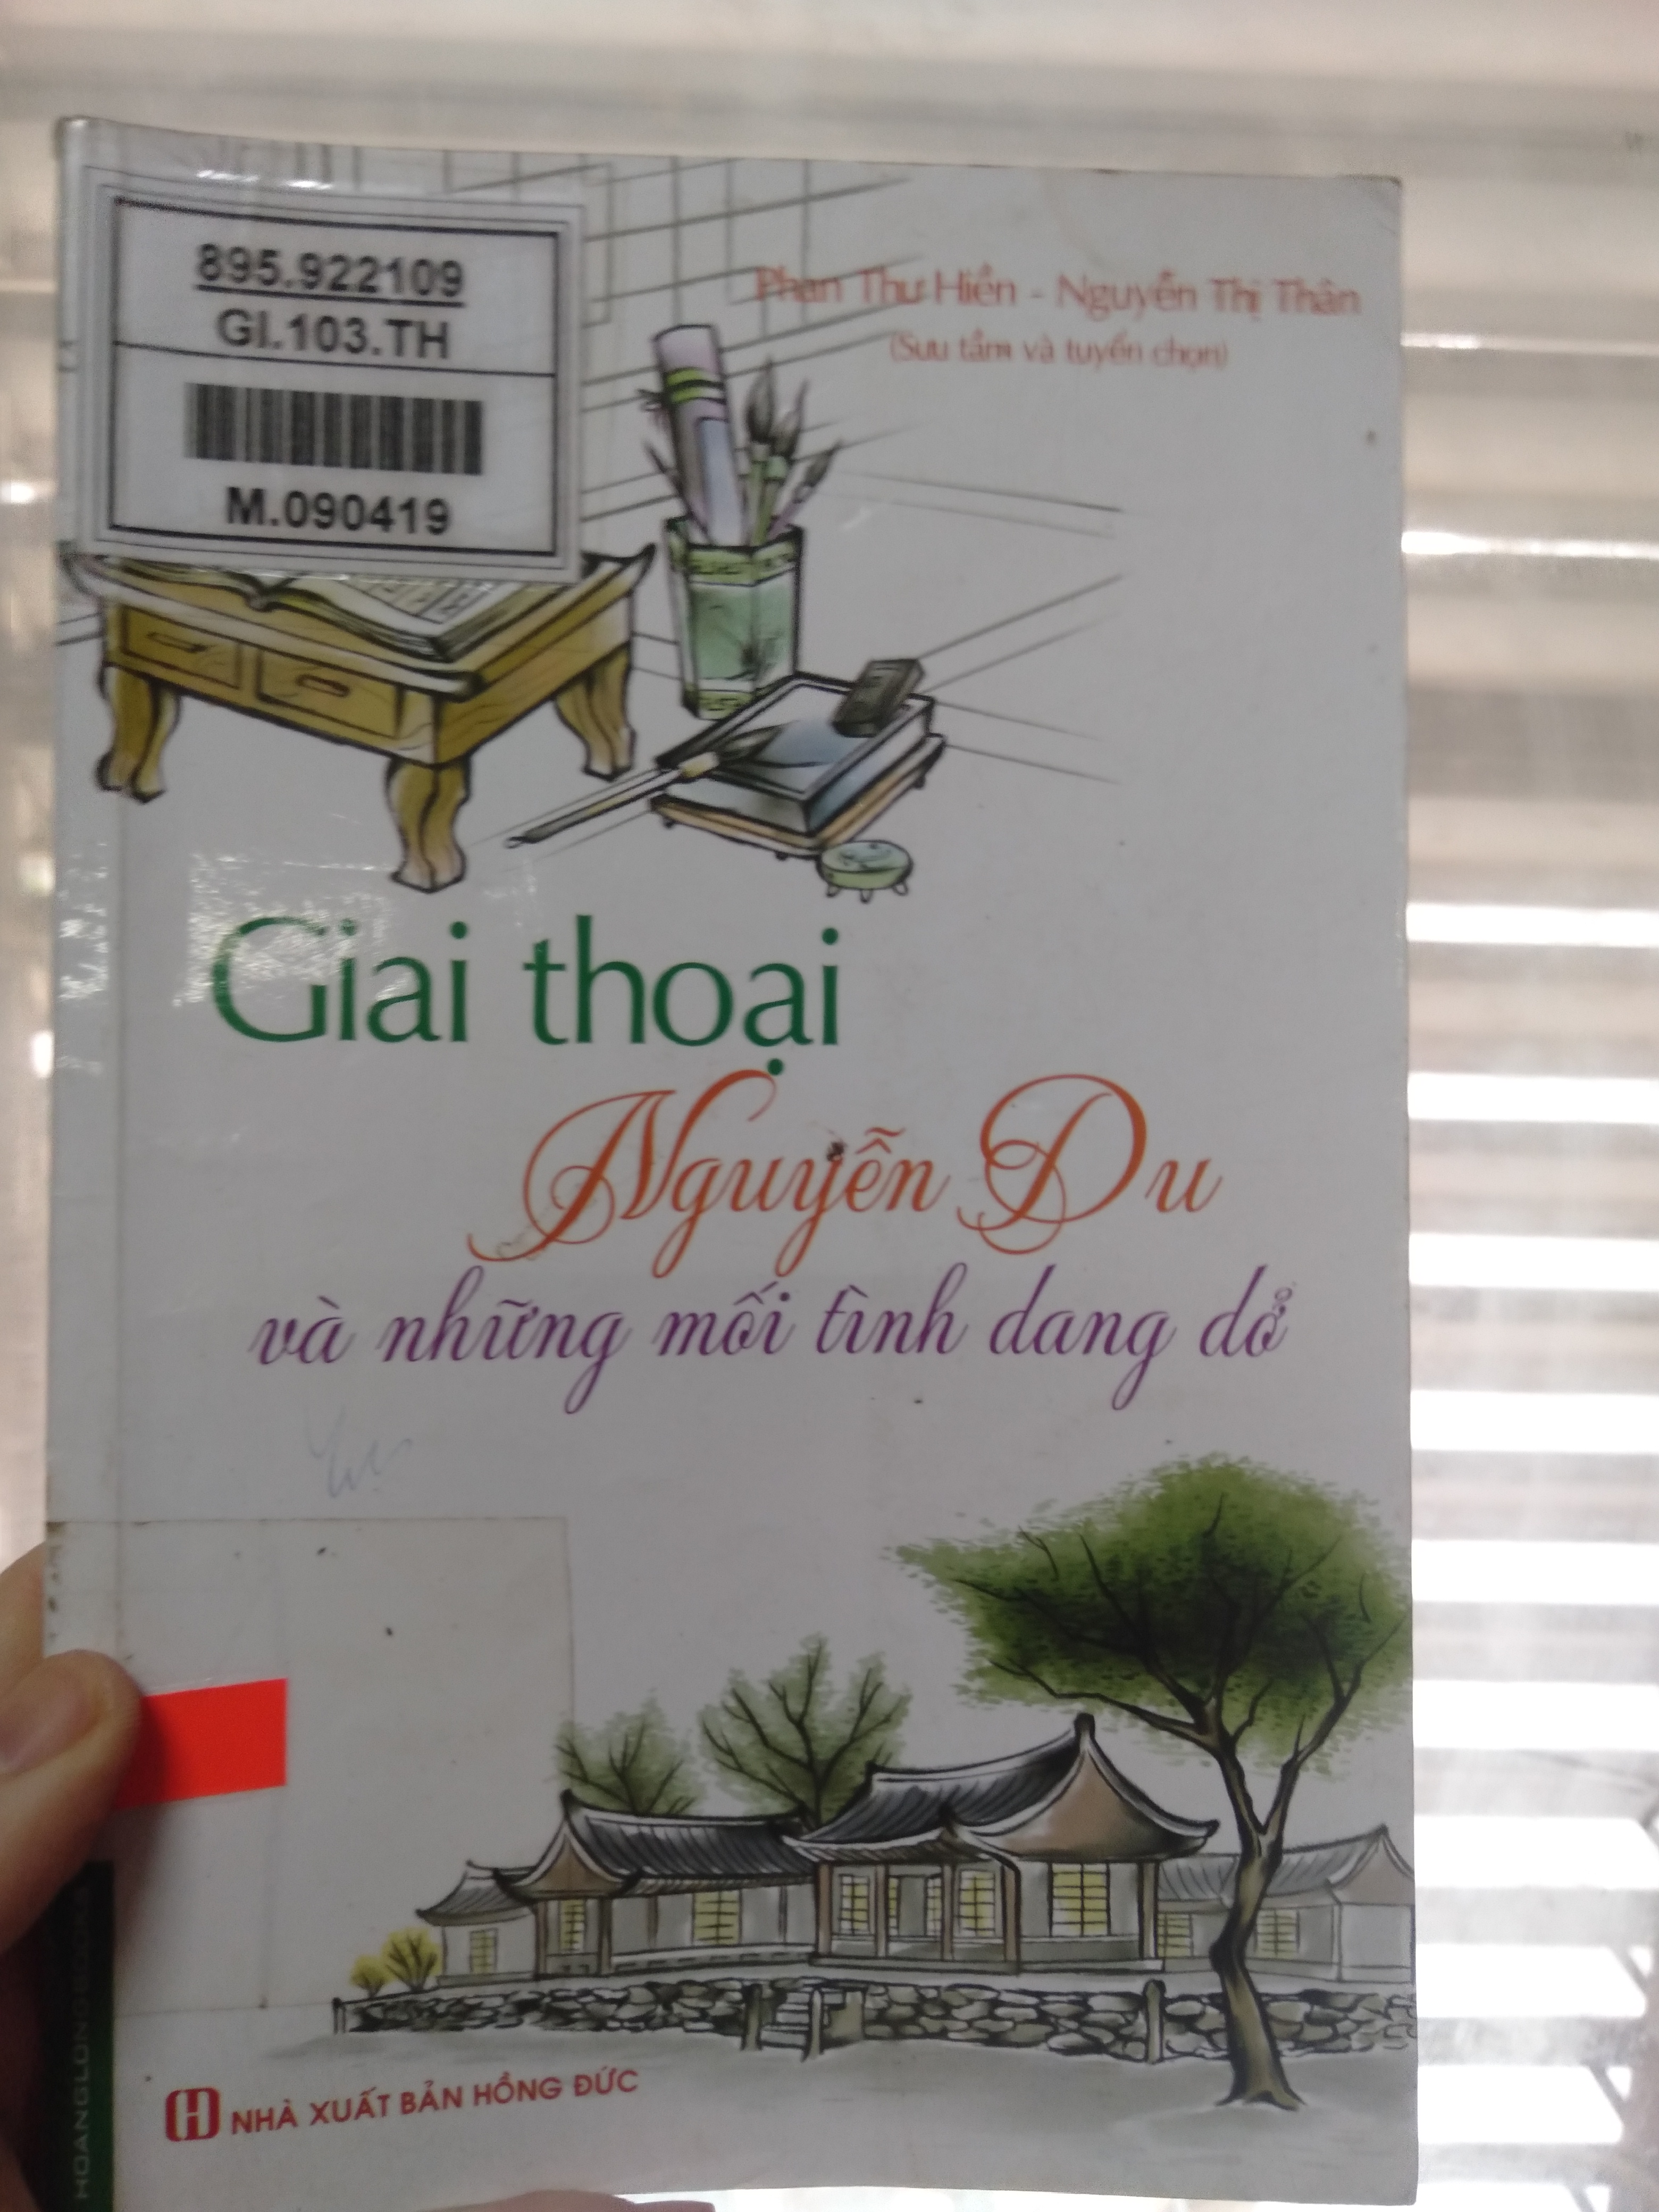 895.922109
GI.103.TH
M.090419
Phan Thư Hiền - Nguyễn Thị Thân
(Sưu tầm và tuyển chọn)
Giai thoại
Nguyễn Du
và những mối tình dang dở
NHÀ XUẤT BẢN HỒNG ĐỨC
HOANGLONGBOOKS